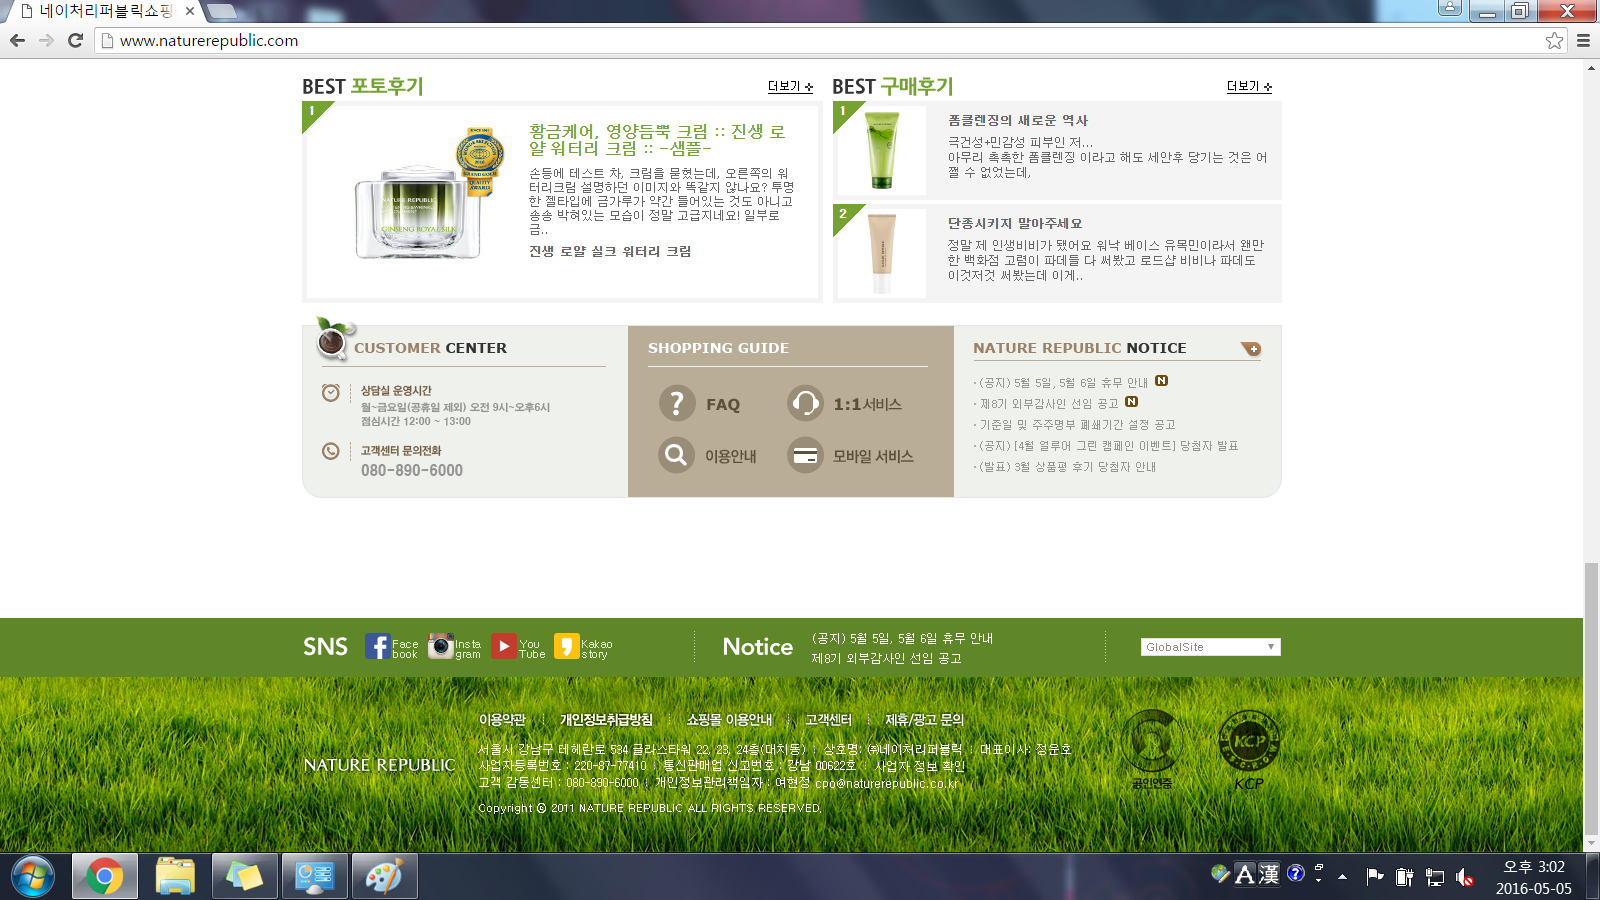 네이처리퍼블릭쇼핑
www.naturerepublic.com
BEST 포토후기
더보기
1
황금케어, 영양듬뿍 크림 :: 진생 로
얄 워터리 크림 :: -샘플-
손등에 테스트 차, 크림을 묻혔는데, 오른쪽의 워
터리크림 설명하던 이미지와 똑같지 않나요? 투명
한 젤타입에 금가루가 약간 들어있는 것도 아니고
송송 박혀있는 모습이 정말 고급지네요! 일부로
금..
진생 로얄 실크 워터리 크림
NATURE REPUBLIC
GINSENG ROYAL SILK
BEST 구매후기
더보기
1
폼클렌징의 새로운 역사
극건성+민감성 피부인 저...
아무리 촉촉한 폼클렌징 이라고 해도 세안후 당기는 것은 어
쩔 수 없었는데,
2
단종시키지 말아주세요
정말 제 인생비비가 됐어요 워낙 베이스 유목민이라서 왠만
한 백화점 고렴이 파데들 다 써봤고 로드샵 비비나 파데도
이것저것 써봤는데 이게..
CUSTOMER CENTER
상담실 운영시간
월~금요일(공휴일 제외) 오전 9시~오후6시
점심시간 12:00 ~ 13:00
고객센터 문의전화
080-890-6000
SHOPPING GUIDE
FAQ
1:1서비스
이용안내
모바일 서비스
NATURE REPUBLIC NOTICE
· (공지) 5월 5일, 5월 6일 휴무 안내 N
· 제8기 외부감사인 선임 공고 N
· 기준일 및 주주명부 폐쇄기간 설정 공고
· (공지) [4월 얼루어 그린 캠페인 이벤트] 당첨자 발표
· (발표) 3월 상품평 후기 당첨자 안내
SNS
Face
book
Insta
gram
You
Tube
Kakao
story
Notice
(공지) 5월 5일, 5월 6일 휴무 안내
제8기 외부감사인 선임 공고
GlobalSite
이용약관 개인정보취급방침 쇼핑몰 이용안내 고객센터 제휴/광고 문의
NATURE REPUBLIC
서울시 강남구 테헤란로 534 글라스타워 22, 23, 24층(대치동) | 상호명: ㈜네이처리퍼블릭 | 대표이사: 정운호
사업자등록번호 : 220-87-77410 | 통신판매업 신고번호 : 강남 00622호 | 사업자 정보 확인
고객 감동센터 : 080-890-6000 | 개인정보관리책임자 : 여현정 cpo@naturerepublic.co.kr
Copyright ⓒ 2011 NATURE REPUBLIC ALL RIGHTS RESERVED.
공인인증
KCP
KCP
A 漢
오후 3:02
2016-05-05